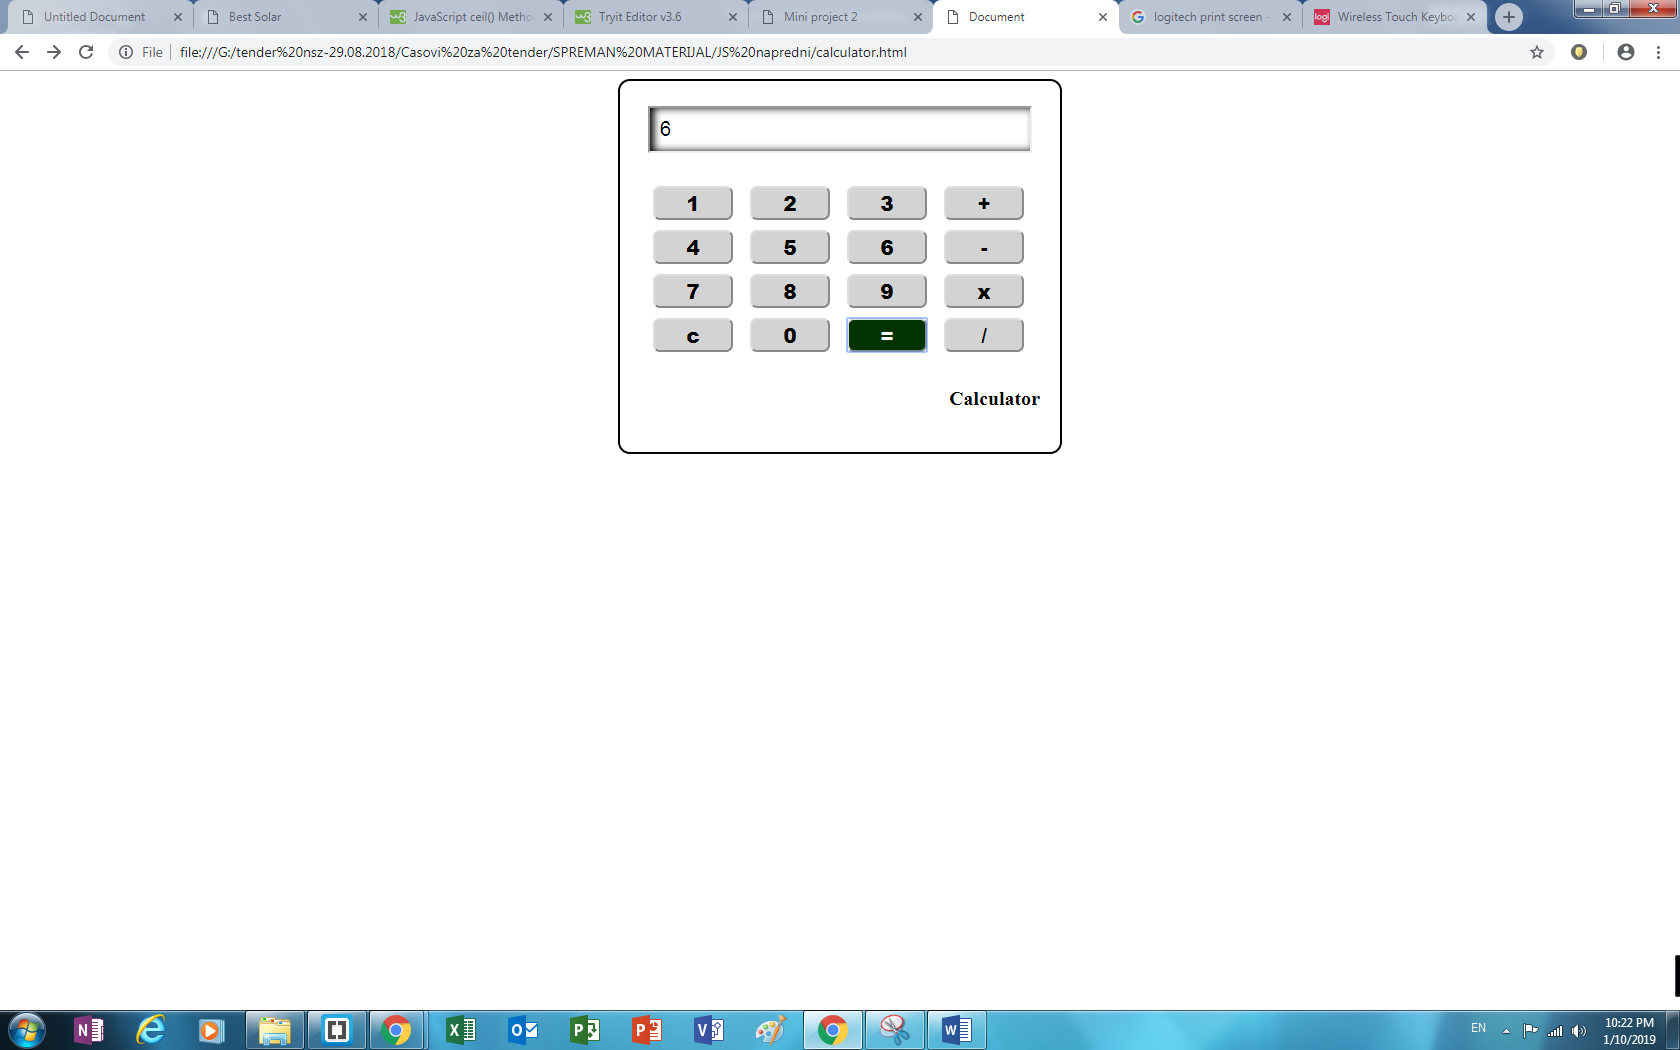 Untitled Document
Best Solar
JavaScript ceil() Metho
Tryit Editor v3.6
Mini project 2
Document
logitech print screen -
logi
Wireless Touch Keybo
File
file:///G:/tender%20nsz-29.08.2018/Casovi%20za%20tender/SPREMAN%20MATERIJAL/JS%20napredni/calculator.html
6
1 2 3 +
4 5 6 -
7 8 9 x
c 0 = /
Calculator
EN
10:22 PM
1/10/2019